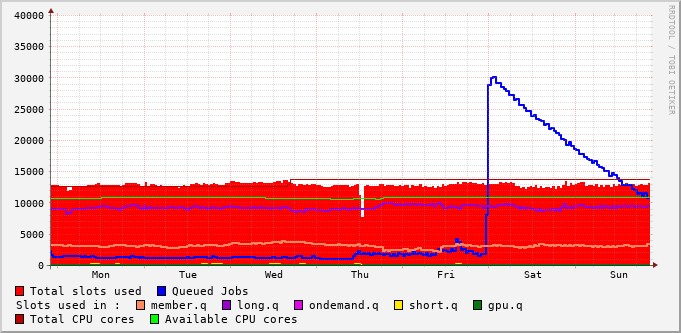 40000
35000
30000
25000
20000
15000
10000
5000
0
Mon Tue Wed Thu Fri Sat Sun
RRDTOOL / TOBI OETIKER
Total slots used Queued Jobs
Slots used in : member.q long.q ondemand.q short.q gpu.q
Total CPU cores Available CPU cores